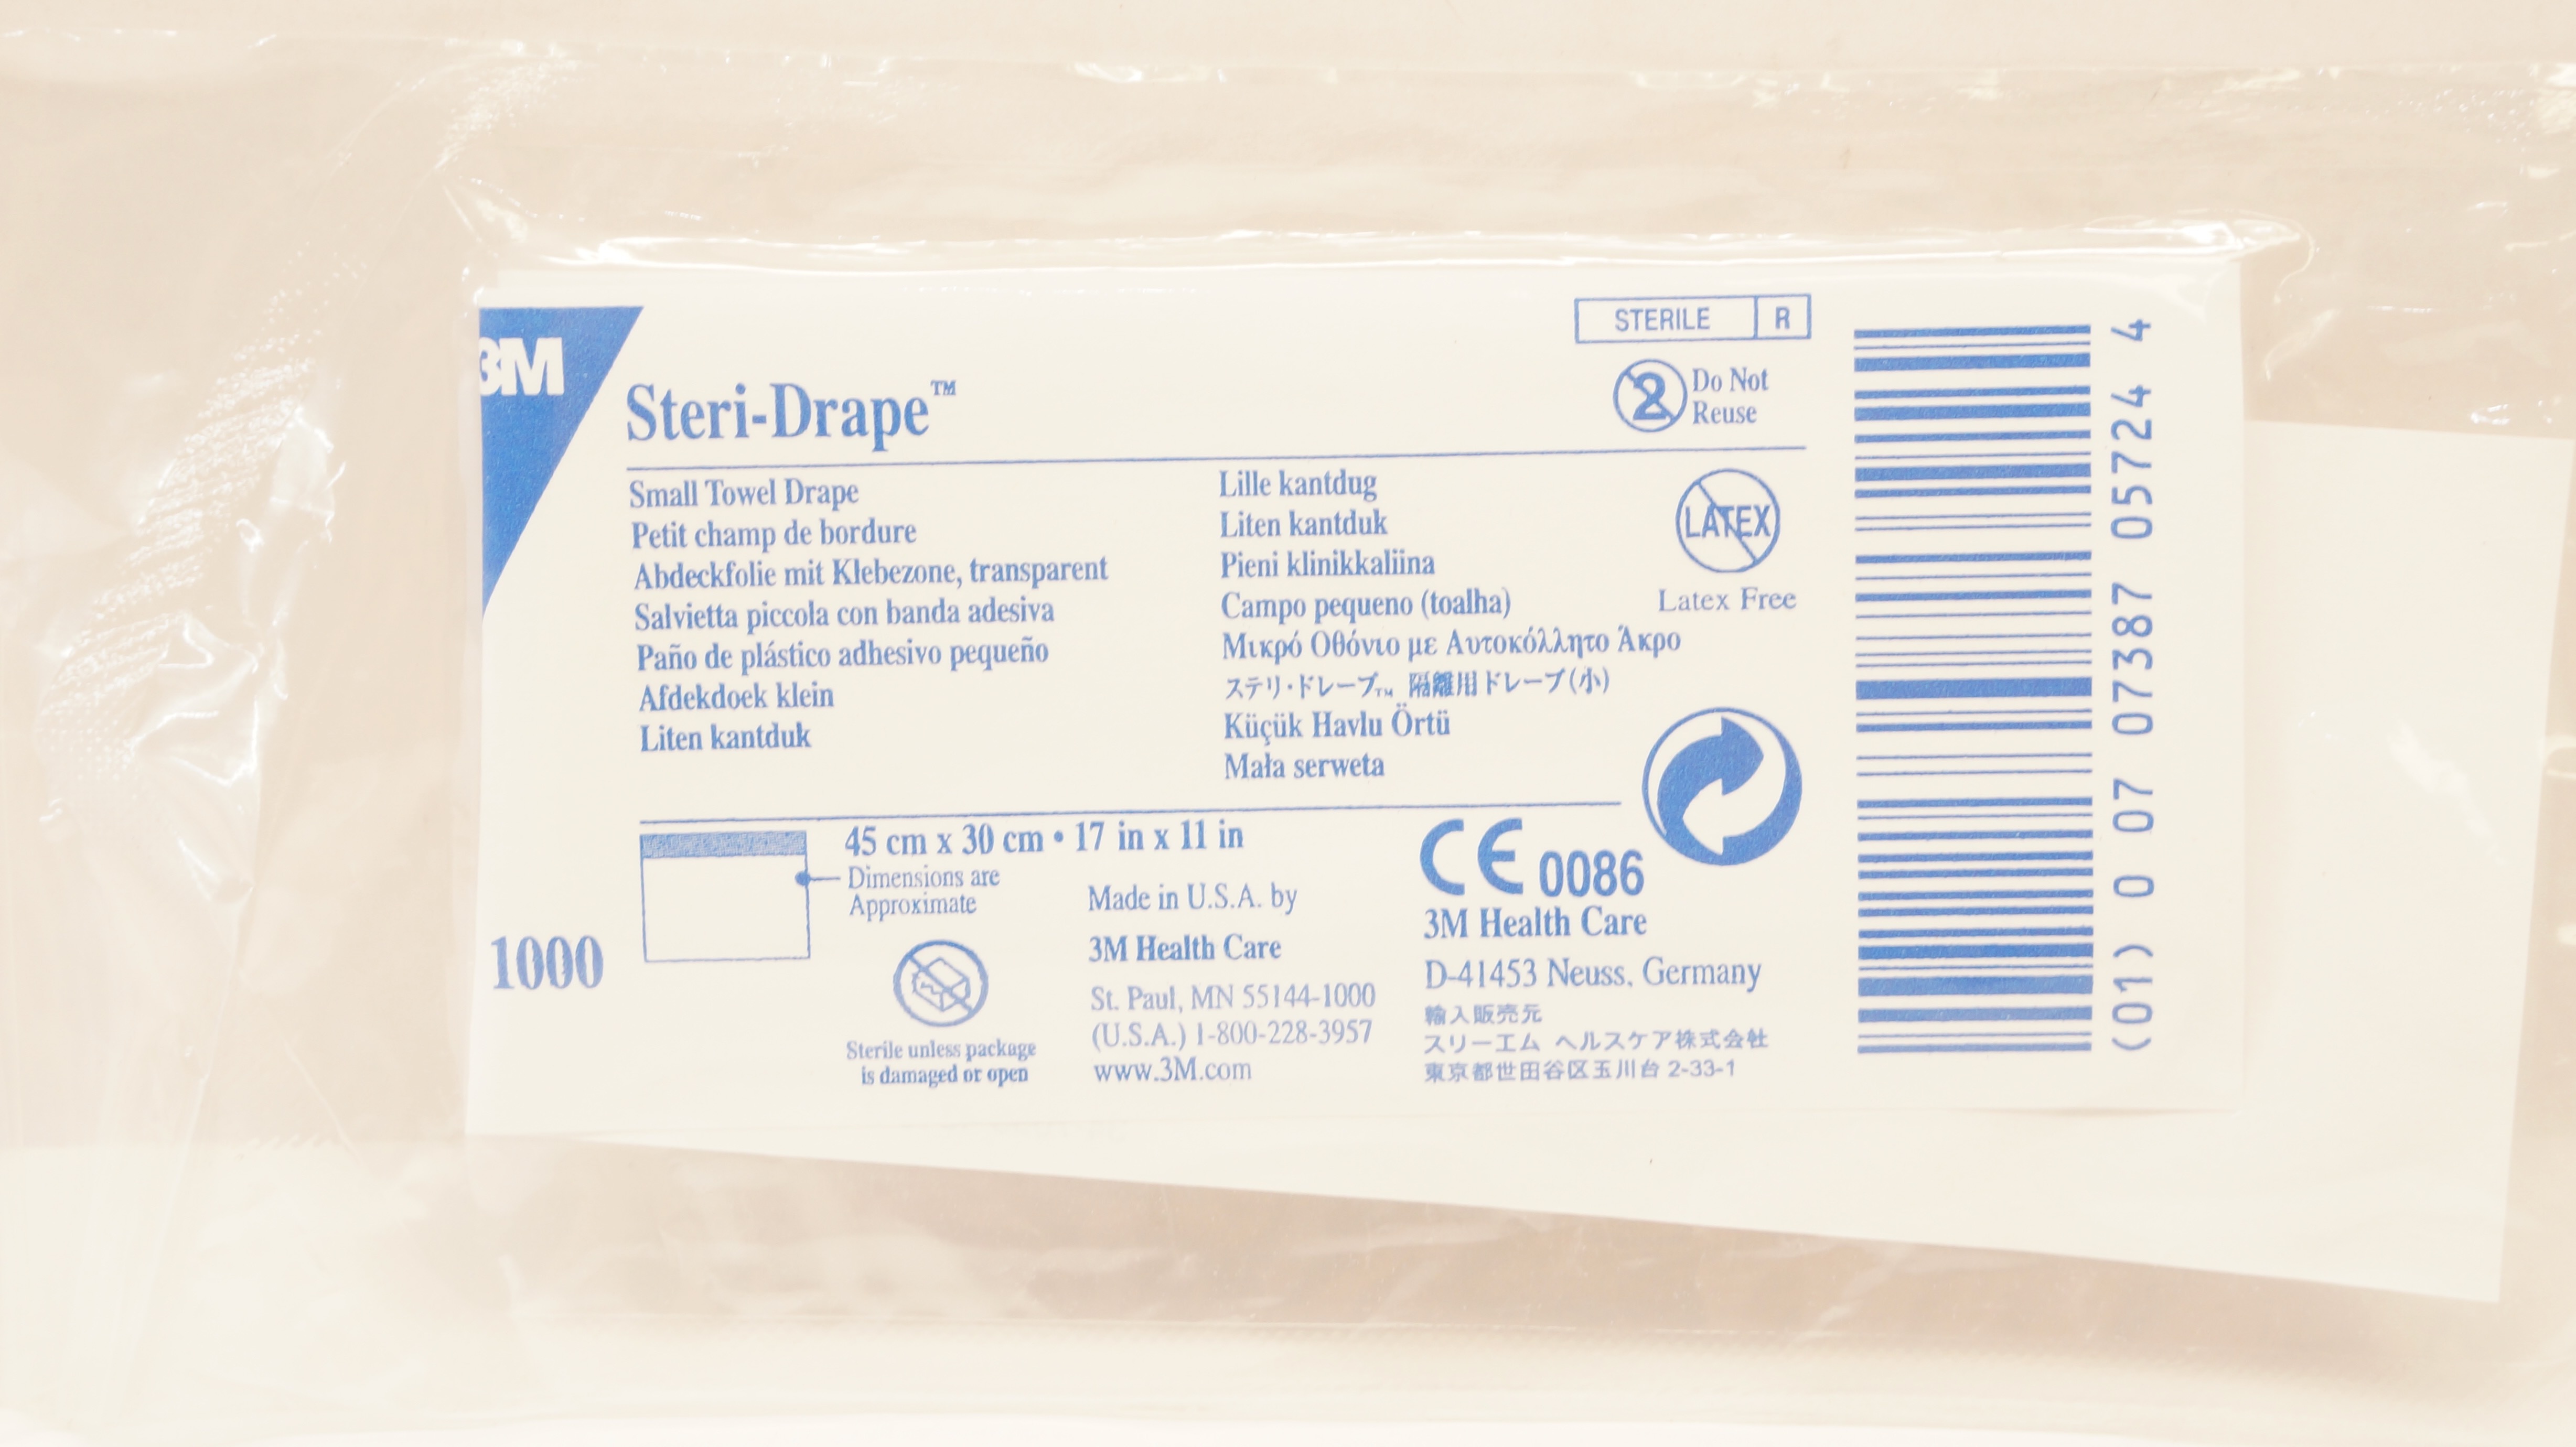 3M
Steri-Drape™
STERILE R
2 Do Not
Reuse
Small Towel Drape
Petit champ de bordure
Abdeckfolie mit Klebezone, transparent
Salvietta piccola con banda adesiva
Paño de plástico adhesivo pequeño
Afdekdoek klein
Liten kantduk
Lille kantdug
Liten kantduk
Pieni klinikkaliina
Campo pequeno (toalha)
Μικρό Οθόνιο με Αυτοκόλλητο Άκρο
ステリ・ドレープ™ 隔離用ドレープ(小)
Küçük Havlu Örtü
Mała serweta
LATEX
Latex Free
45 cm x 30 cm • 17 in x 11 in
Dimensions are
Approximate
1000
Sterile unless package
is damaged or open
Made in U.S.A. by
3M Health Care
St. Paul, MN 55144-1000
(U.S.A.) 1-800-228-3957
www.3M.com
CE 0086
3M Health Care
D-41453 Neuss, Germany
輸入販売元
スリーエム ヘルスケア株式会社
東京都世田谷区玉川台 2-33-1
(01) 0 07 07387 05724 4